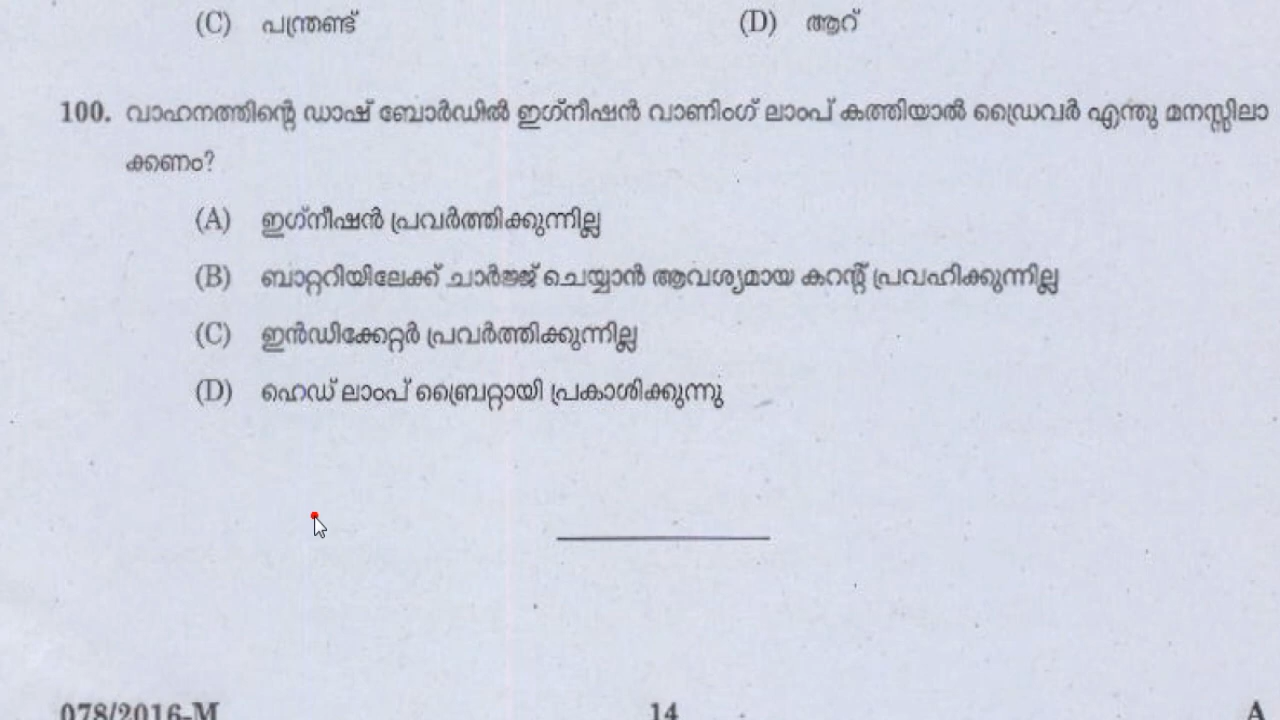 (C) പന്ത്രണ്ട് (D) ആറ്
100. വാഹനത്തിന്റെ ഡാഷ് ബോർഡിൽ ഇഗ്നീഷൻ വാണിംഗ് ലാംപ് കത്തിയാൽ ഡ്രൈവർ എന്തു മനസ്സിലാ
ക്കണം?
(A) ഇഗ്നീഷൻ പ്രവർത്തിക്കുന്നില്ല
(B) ബാറ്ററിയിലേക്ക് ചാർജ്ജ് ചെയ്യാൻ ആവശ്യമായ കറന്റ് പ്രവഹിക്കുന്നില്ല
(C) ഇൻഡിക്കേറ്റർ പ്രവർത്തിക്കുന്നില്ല
(D) ഹെഡ് ലാംപ് ബ്രൈറ്റായി പ്രകാശിക്കുന്നു
078/2016-M 14 A